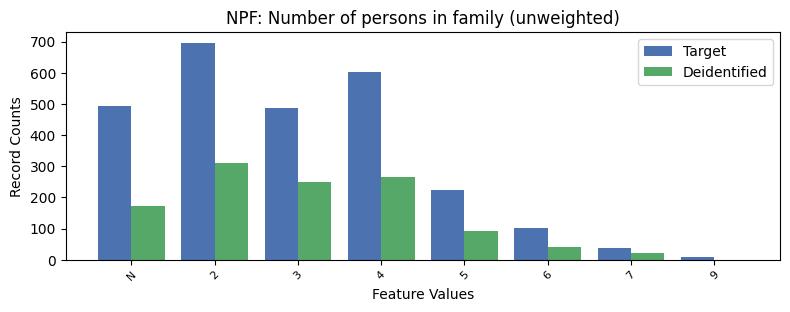 NPF: Number of persons in family (unweighted)
Target
Deidentified
Record Counts
700
600
500
400
300
200
100
0
N 2 3 4 5 6 7 9
Feature Values